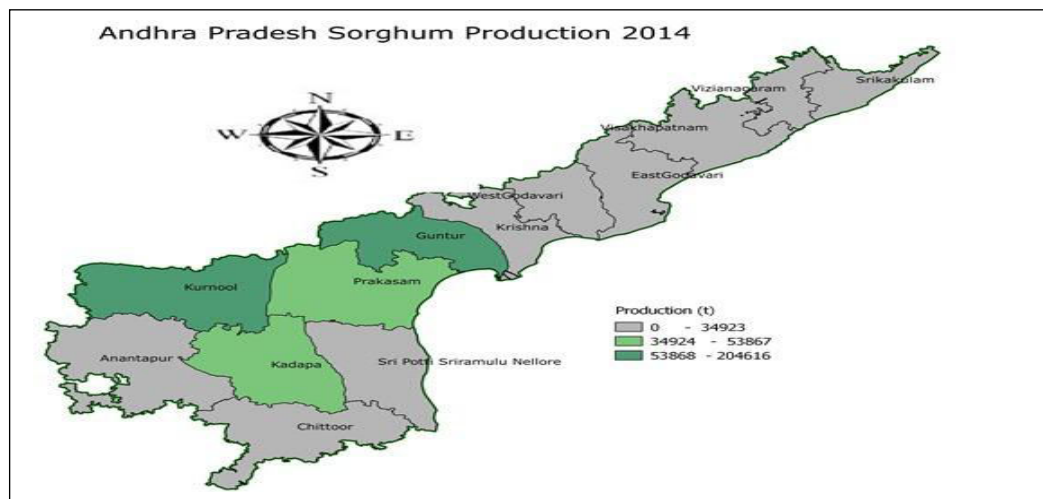 Andhra Pradesh Sorghum Production 2014
N
W E
S
Srikakulam
Vizianagaram
Visakhapatnam
EastGodavari
WestGodavari
Krishna
Guntur
Prakasam
Kurnool
Production (t)
0 - 34923
34924 - 53867
53868 - 204616
Anantapur
Kadapa
Sri Potti Sriramulu Nellore
Chittoor